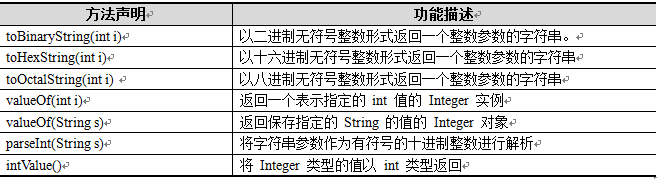 方法声明 功能描述
toBinaryString(int i) 以二进制无符号整数形式返回一个整数参数的字符串。
toHexString(int i) 以十六进制无符号整数形式返回一个整数参数的字符串
toOctalString(int i) 以八进制无符号整数形式返回一个整数参数的字符串
valueOf(int i) 返回一个表示指定的 int 值的 Integer 实例
valueOf(String s) 返回保存指定的 String 的值的 Integer 对象
parseInt(String s) 将字符串参数作为有符号的十进制整数进行解析
intValue() 将 Integer 类型的值以 int 类型返回